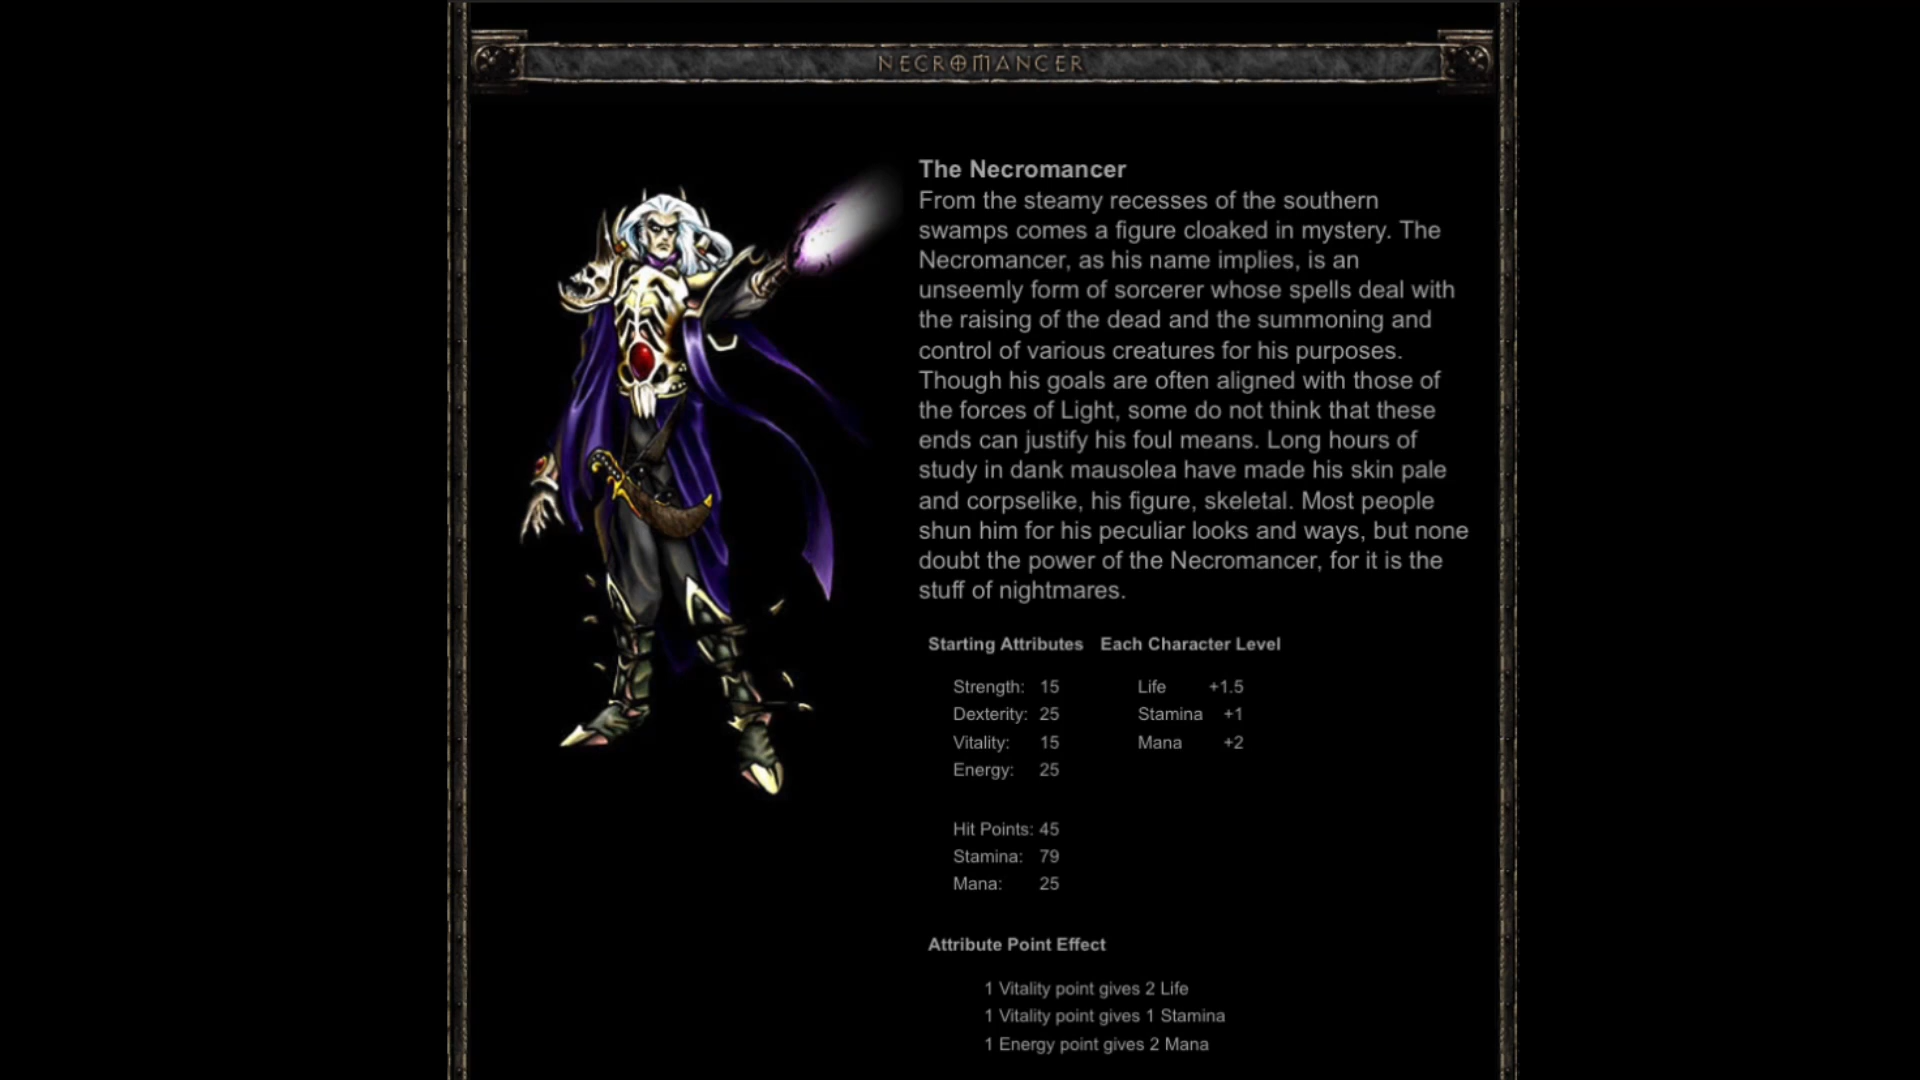 NECROMANCER
The Necromancer
From the steamy recesses of the southern
swamps comes a figure cloaked in mystery. The
Necromancer, as his name implies, is an
unseemly form of sorcerer whose spells deal with
the raising of the dead and the summoning and
control of various creatures for his purposes.
Though his goals are often aligned with those of
the forces of Light, some do not think that these
ends can justify his foul means. Long hours of
study in dank mausolea have made his skin pale
and corpselike, his figure, skeletal. Most people
shun him for his peculiar looks and ways, but none
doubt the power of the Necromancer, for it is the
stuff of nightmares.
Starting Attributes Each Character Level
Strength: 15 Life +1.5
Dexterity: 25 Stamina +1
Vitality: 15 Mana +2
Energy: 25
Hit Points: 45
Stamina: 79
Mana: 25
Attribute Point Effect
1 Vitality point gives 2 Life
1 Vitality point gives 1 Stamina
1 Energy point gives 2 Mana